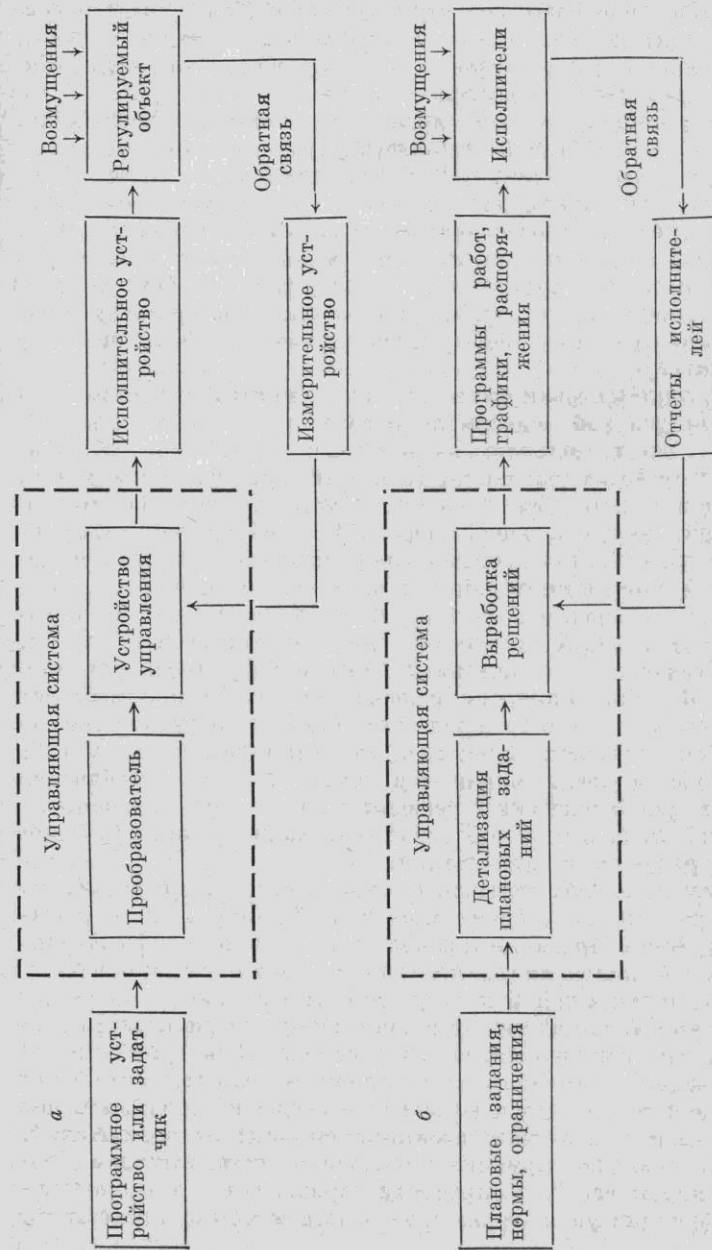 а
Программное уст-
ройство или задат-
чик
Управляющая система
Преобразователь
Устройство
управления
Исполнительное уст-
ройство
Возмущения
Регулируемый
объект
Обратная
связь
Измерительное уст-
ройство
б
Плановые задания,
нормы, ограничения
Управляющая система
Детализация
плановых зада-
ний
Выработка
решений
Программы работ,
графики, распоря-
жения
Возмущения
Исполнители
Обратная
связь
Отчеты исполните-
лей